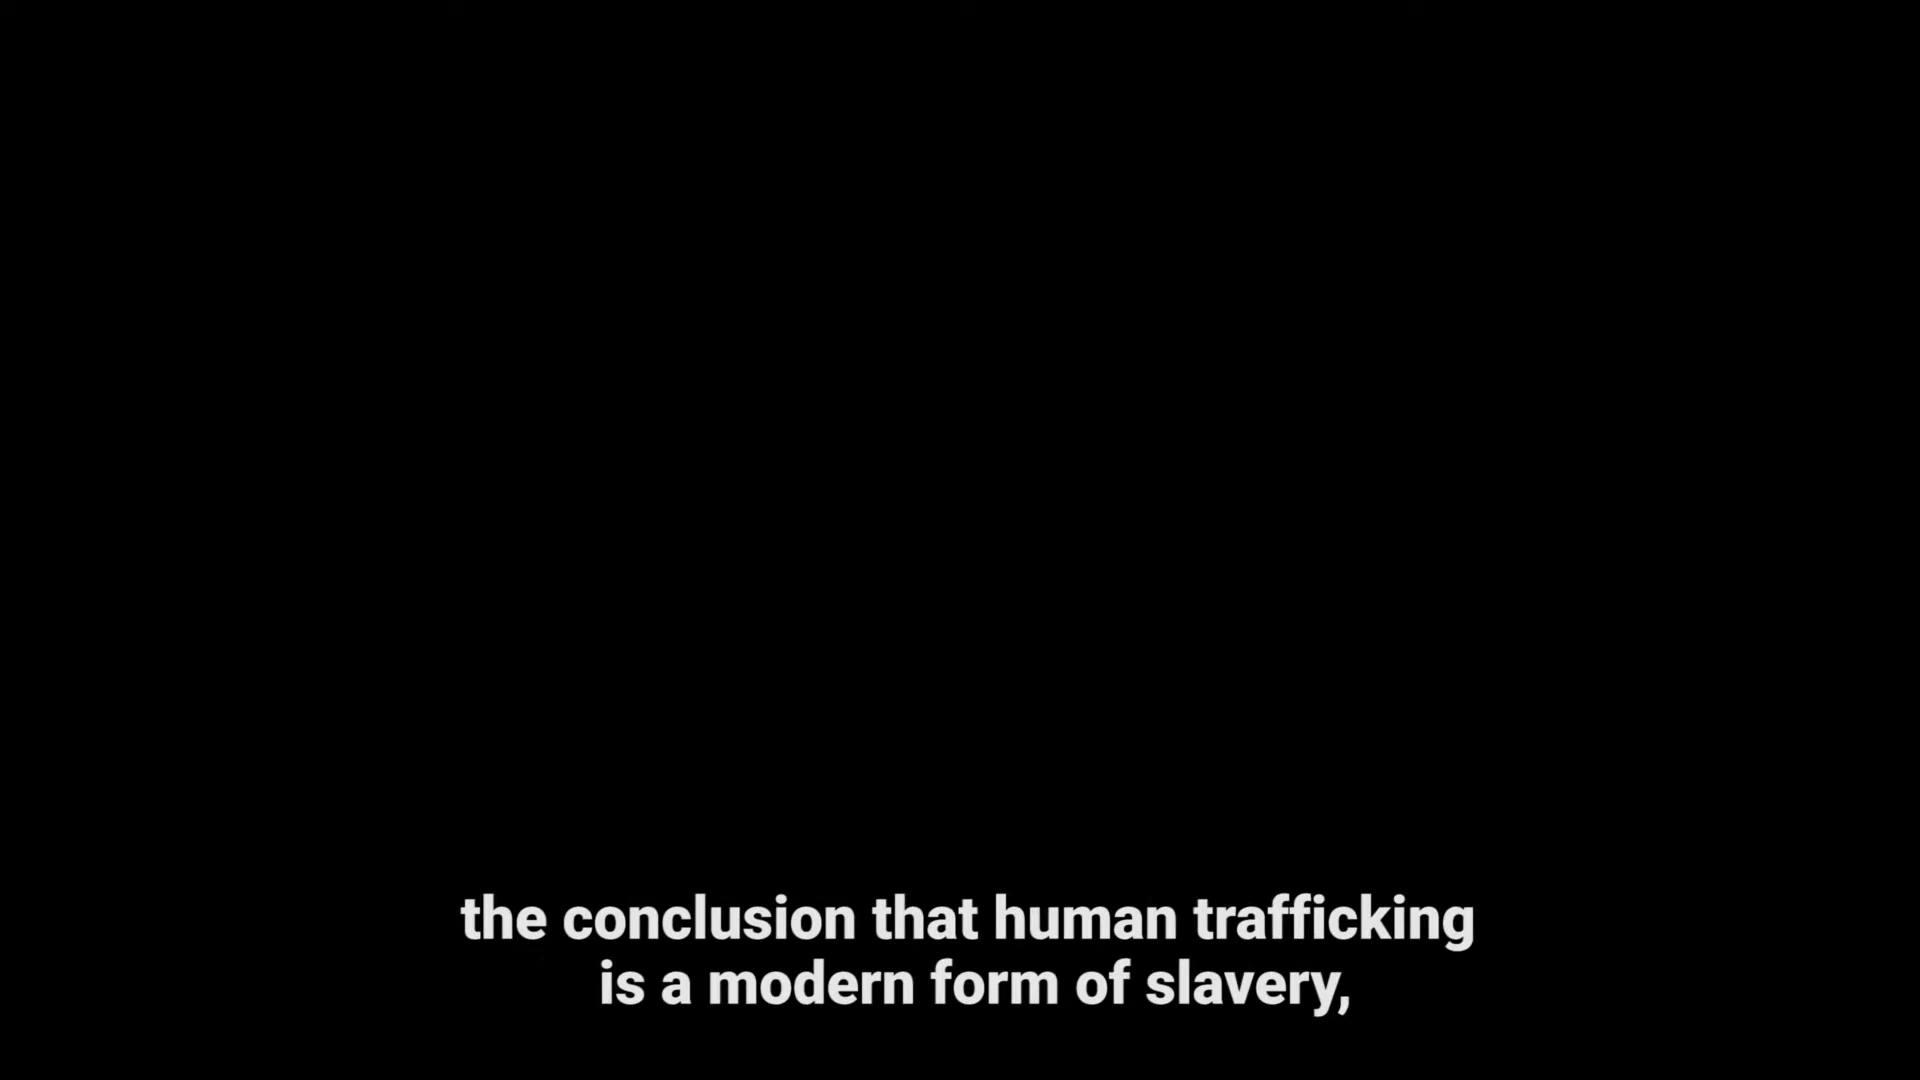 the conclusion that human trafficking
is a modern form of slavery,